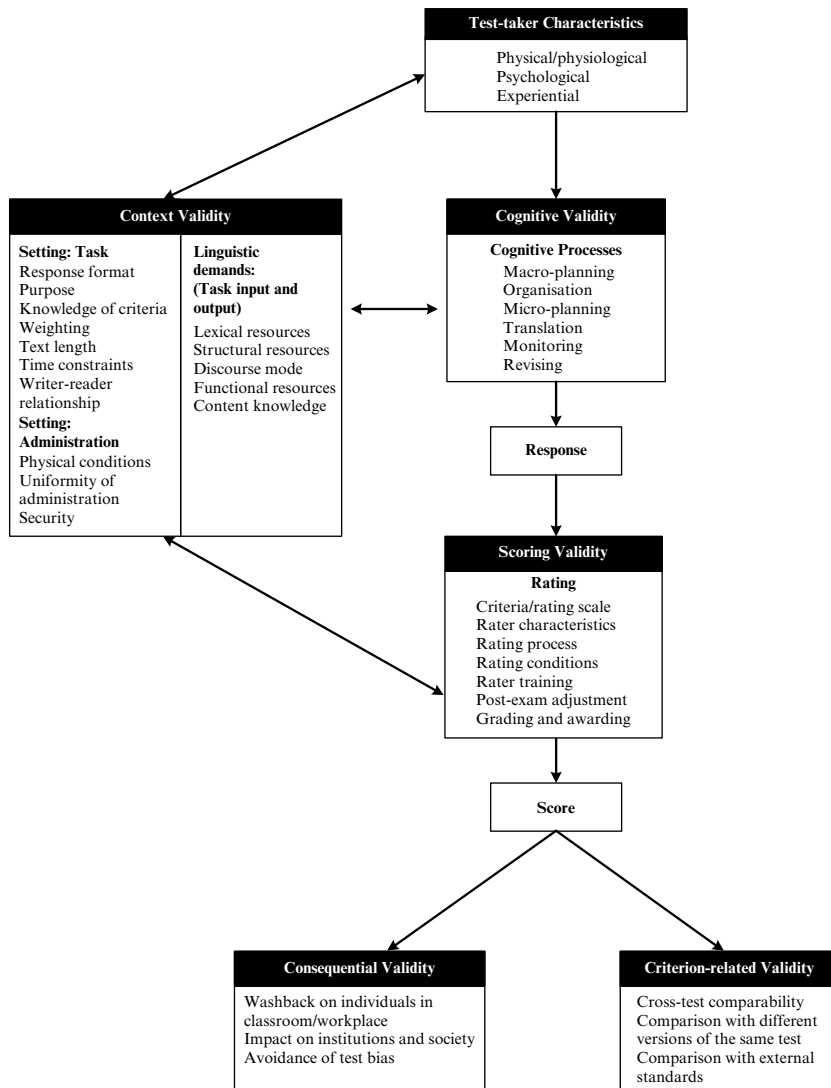 Test-taker Characteristics
Physical/physiological
Psychological
Experiential
Context Validity
Setting: Task
Response format
Purpose
Knowledge of criteria
Weighting
Text length
Time constraints
Writer-reader
relationship
Setting:
Administration
Physical conditions
Uniformity of
administration
Security
Linguistic
demands:
(Task input and
output)
Lexical resources
Structural resources
Discourse mode
Functional resources
Content knowledge
Cognitive Validity
Cognitive Processes
Macro-planning
Organisation
Micro-planning
Translation
Monitoring
Revising
Response
Scoring Validity
Rating
Criteria/rating scale
Rater characteristics
Rating process
Rating conditions
Rater training
Post-exam adjustment
Grading and awarding
Score
Consequential Validity
Washback on individuals in
classroom/workplace
Impact on institutions and society
Avoidance of test bias
Criterion-related Validity
Cross-test comparability
Comparison with different
versions of the same test
Comparison with external
standards